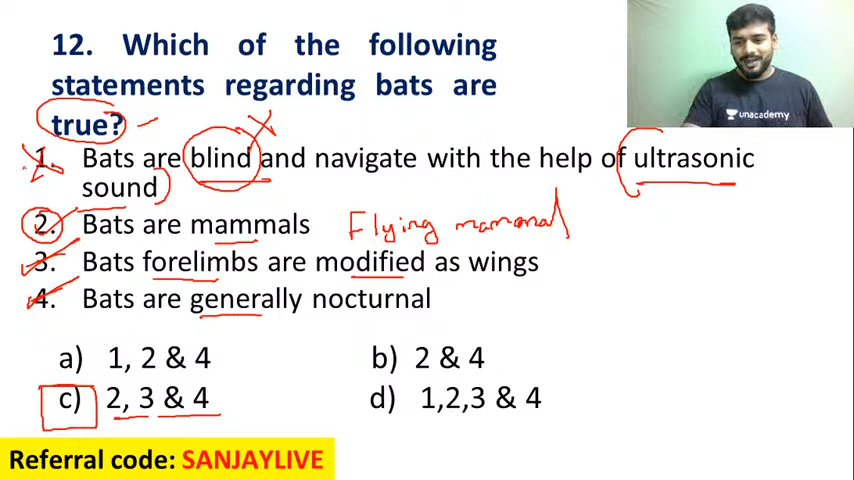 12. Which of the following
statements regarding bats are
true?
1. Bats are blind and navigate with the help of ultrasonic
sound
2. Bats are mammals Flying mammal
3. Bats forelimbs are modified as wings
4. Bats are generally nocturnal
a) 1, 2 & 4 b) 2 & 4
c) 2, 3 & 4 d) 1,2,3 & 4
Referral code: SANJAYLIVE
unacademy